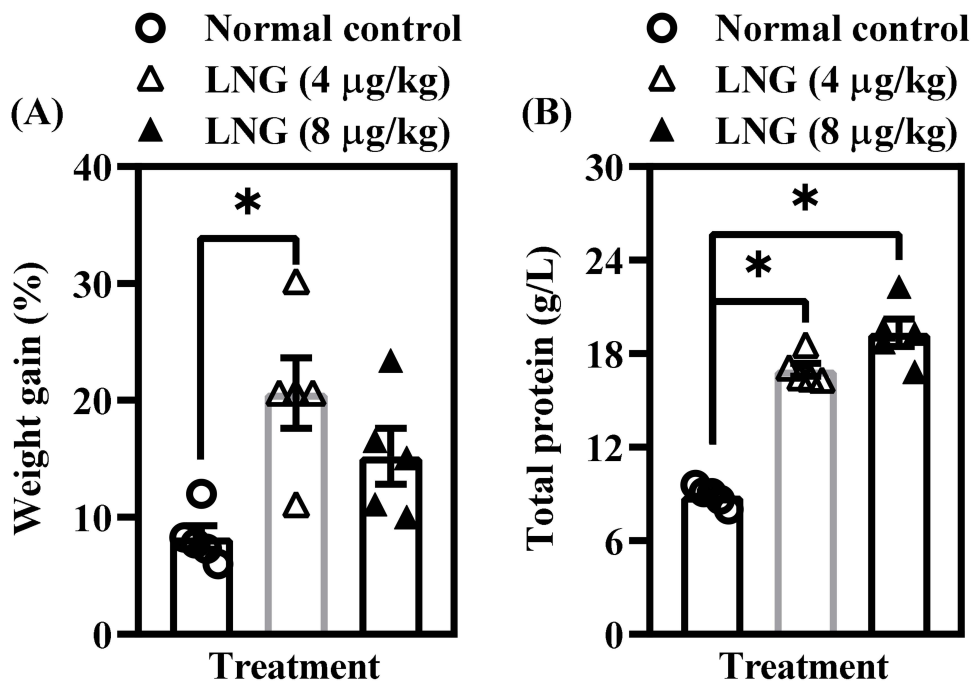 (A)
Normal control
LNG (4 μg/kg)
LNG (8 μg/kg)
*
Weight gain (%)
40
30
20
10
0
Treatment
(B)
Normal control
LNG (4 μg/kg)
LNG (8 μg/kg)
*
*
Total protein (g/L)
30
24
18
12
6
0
Treatment